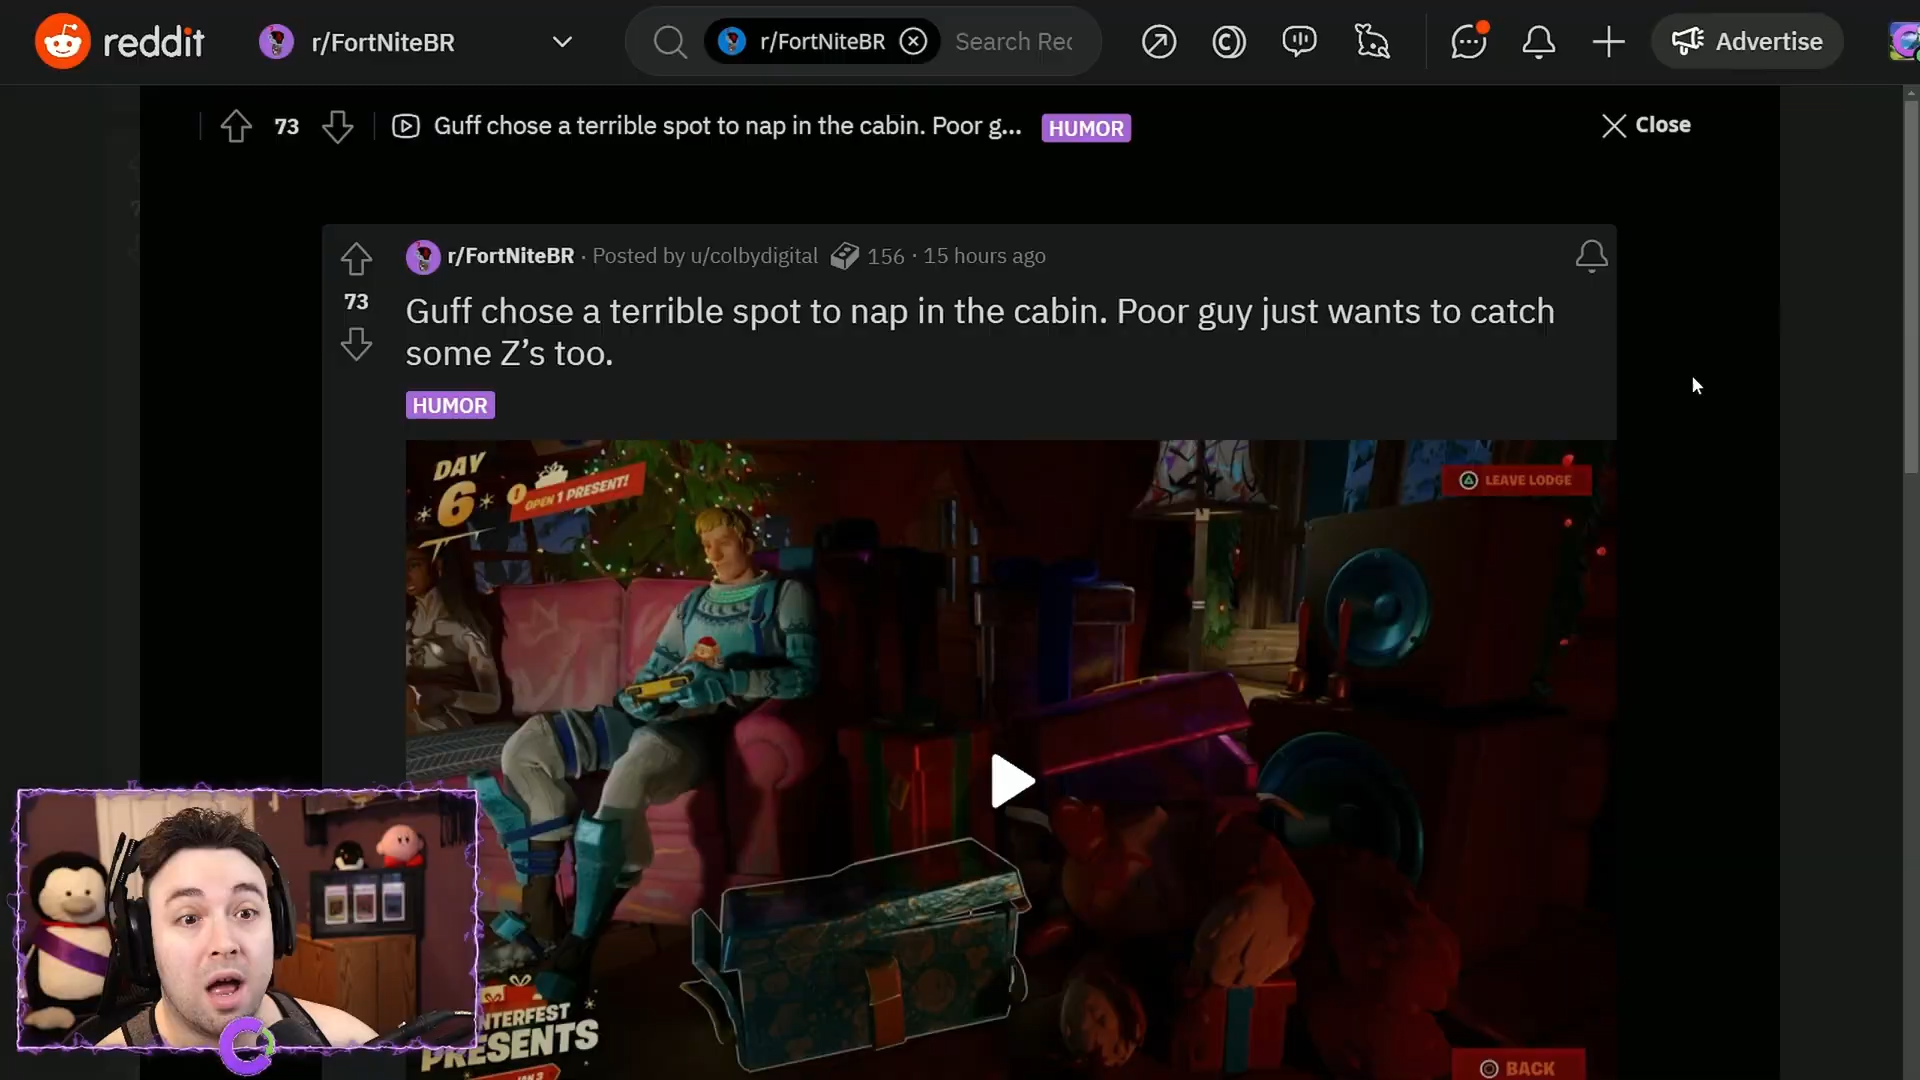 reddit
r/FortNiteBR
r/FortNiteBR
Search Rec
Advertise
73
Guff chose a terrible spot to nap in the cabin. Poor g...
HUMOR
Close
r/FortNiteBR · Posted by u/colbydigital 156 · 15 hours ago
73
Guff chose a terrible spot to nap in the cabin. Poor guy just wants to catch
some Z’s too.
HUMOR
DAY
6
OPEN 1 PRESENT!
LEAVE LODGE
NTERFEST
PRESENTS
BACK